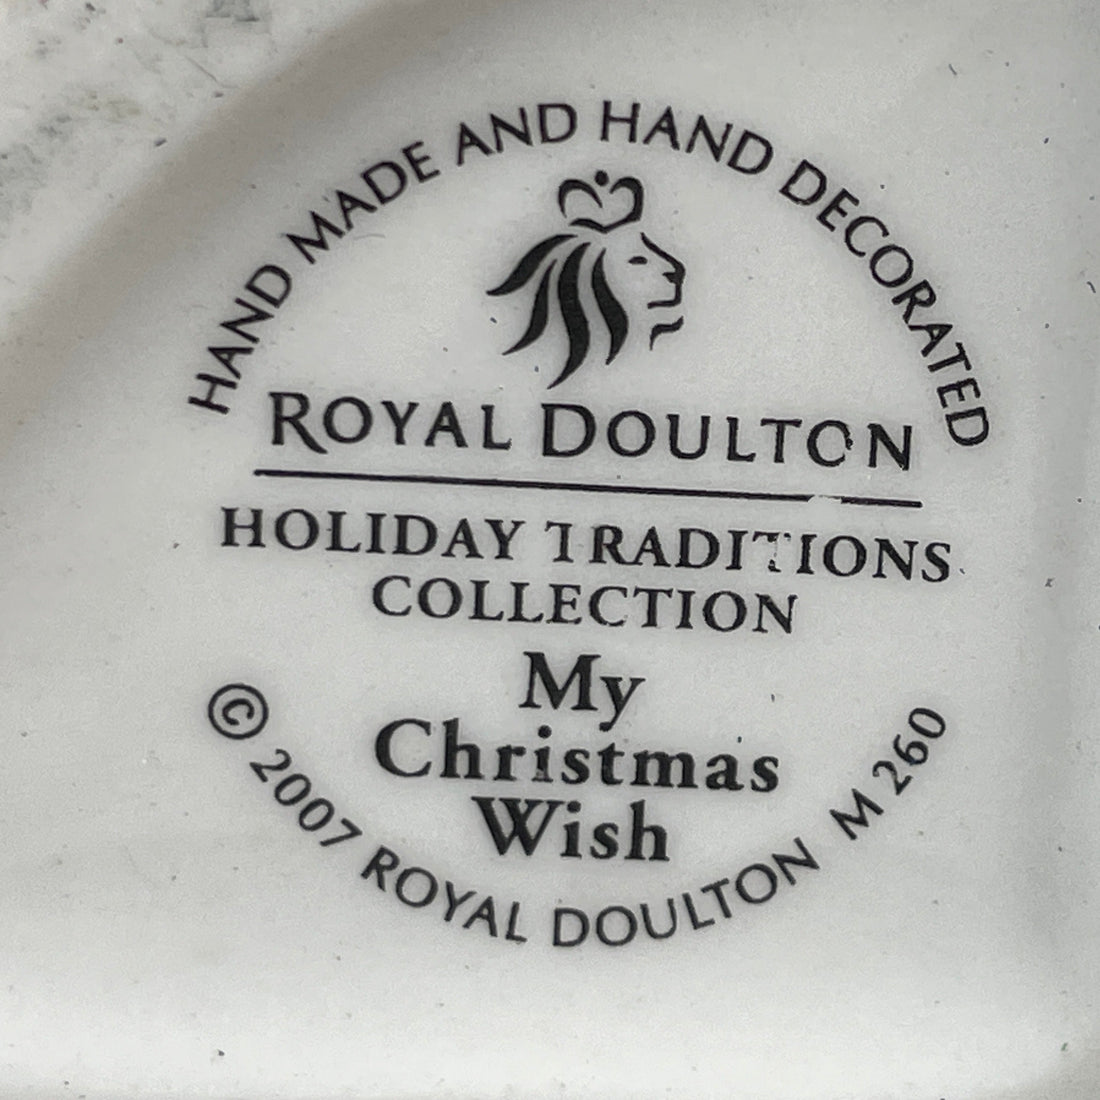 HAND MADE AND HAND DECORATED
ROYAL DOULTON
HOLIDAY TRADITIONS
COLLECTION
My
Christmas
Wish
© 2007 ROYAL DOULTON M 260